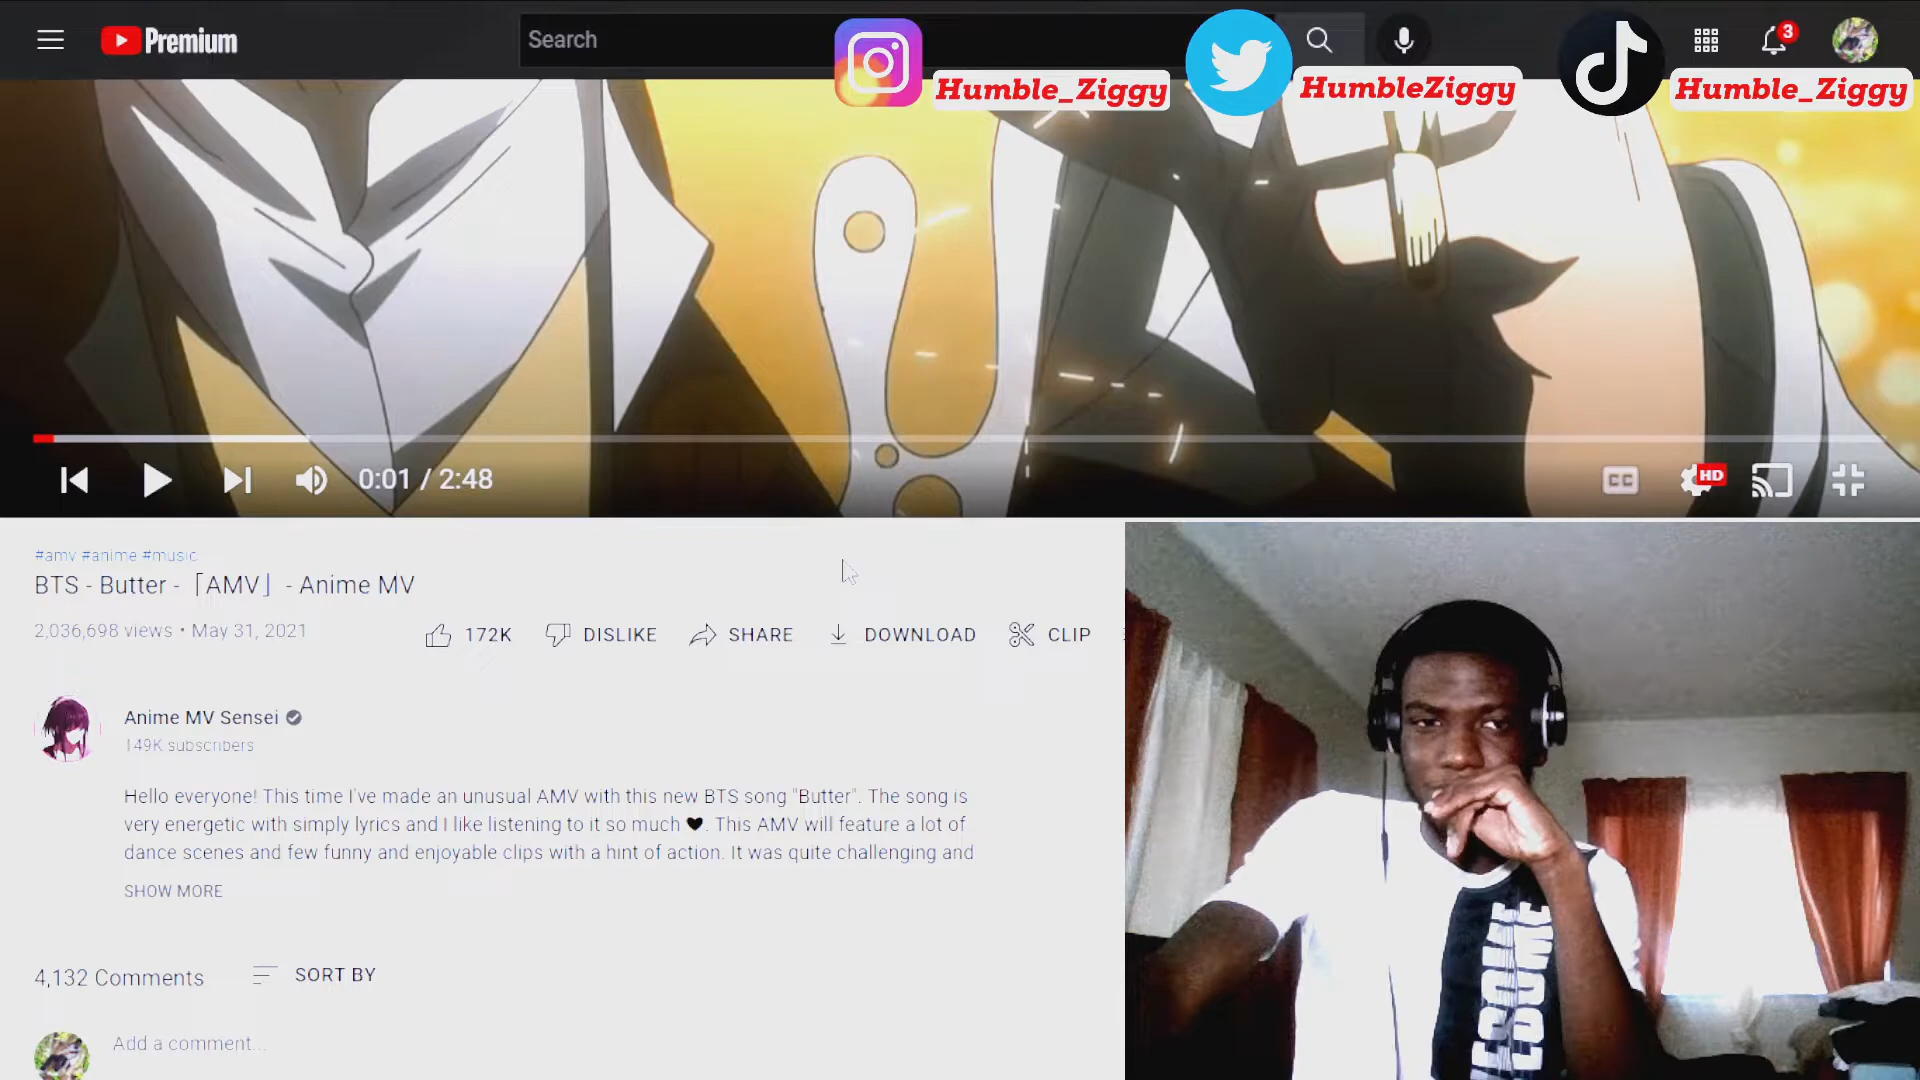 Premium
Search
3
Humble_Ziggy
HumbleZiggy
Humble_Ziggy
0:01 / 2:48
CC
HD
#amv #anime #music
BTS - Butter -「AMV」 - Anime MV
2,036,698 views • May 31, 2021
172K
DISLIKE
SHARE
DOWNLOAD
CLIP
Anime MV Sensei
149K subscribers
Hello everyone! This time I've made an unusual AMV with this new BTS song "Butter". The song is
very energetic with simply lyrics and I like listening to it so much ♥. This AMV will feature a lot of
dance scenes and few funny and enjoyable clips with a hint of action. It was quite challenging and
SHOW MORE
4,132 Comments
SORT BY
Add a comment...